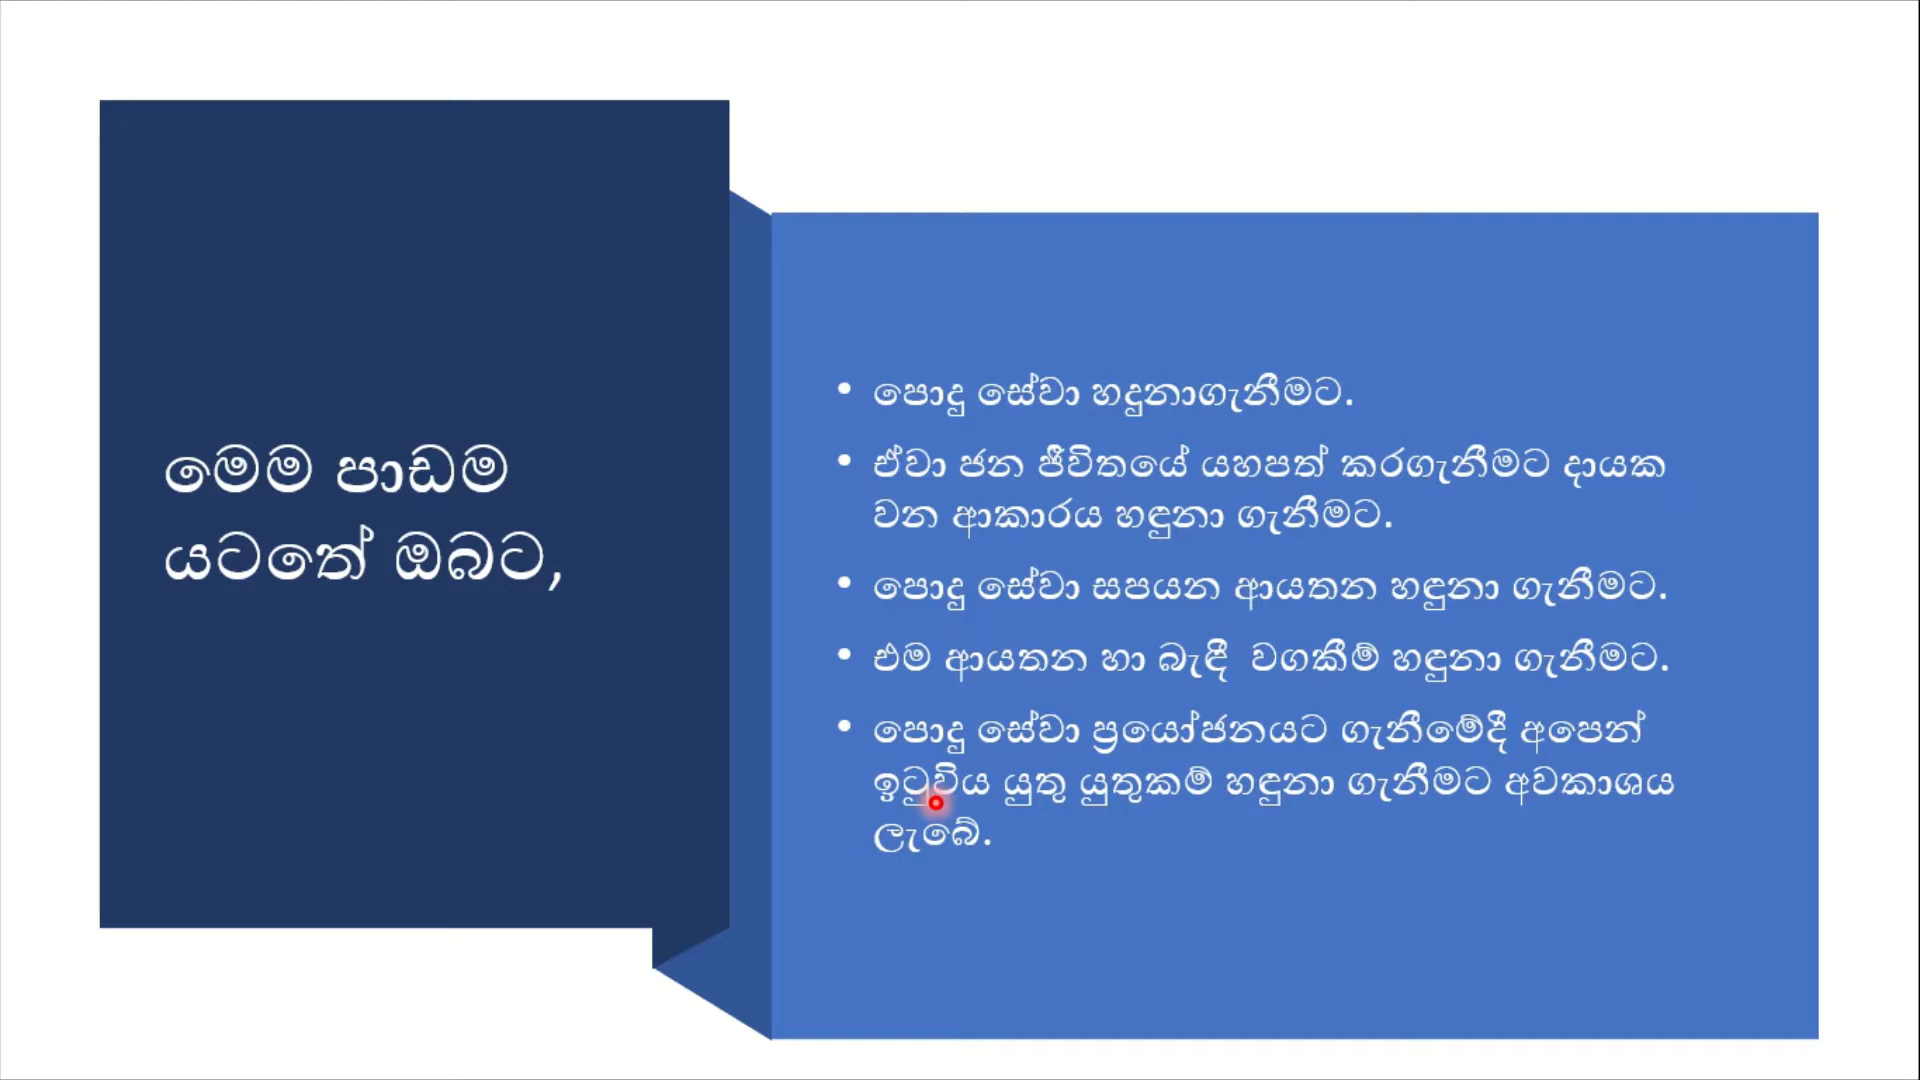 මෙම පාඩම
යටතේ ඔබට,
• පොදු සේවා හදුනාගැනීමට.
• ඒවා ජන ජීවිතයේ යහපත් කරගැනීමට දායක
වන ආකාරය හඳුනා ගැනීමට.
• පොදු සේවා සපයන ආයතන හඳුනා ගැනීමට.
• එම ආයතන හා බැඳී වගකීම් හඳුනා ගැනීමට.
• පොදු සේවා ප්‍රයෝජනයට ගැනීමේදී අපෙන්
ඉටුවිය යුතු යුතුකම් හඳුනා ගැනීමට අවකාශය
ලැබේ.